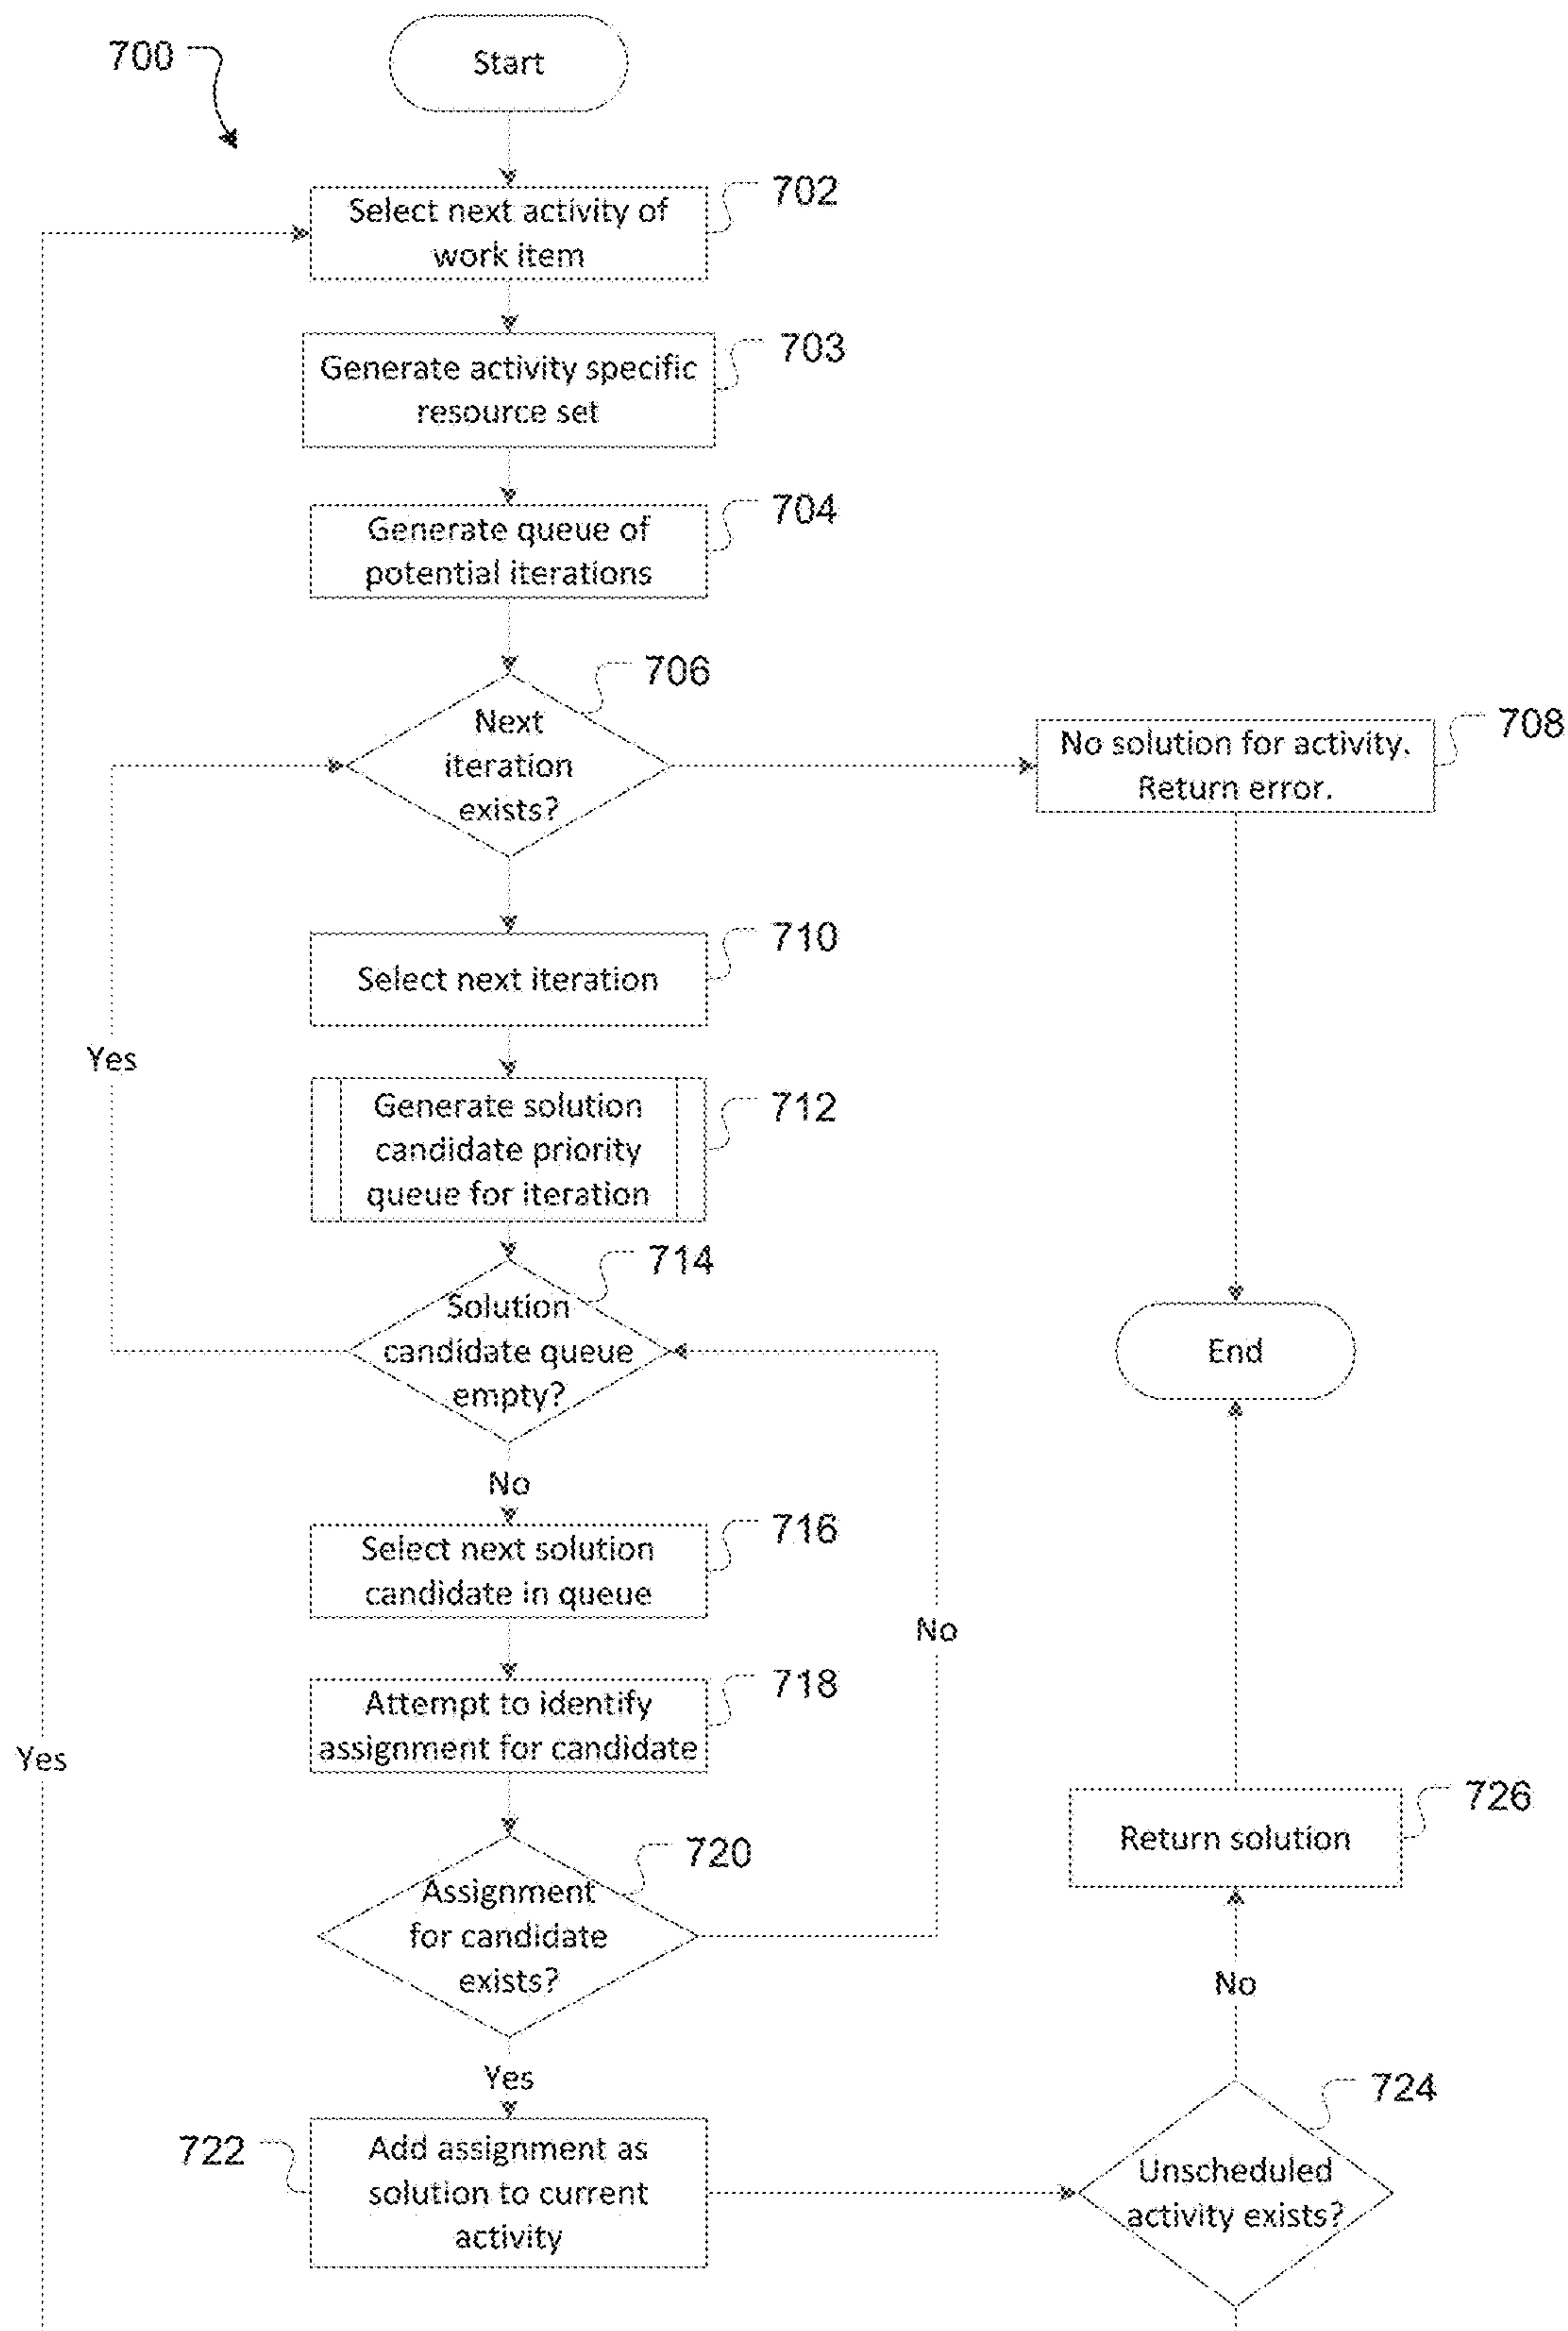 700
Start
702
Select next activity of
work item
703
Generate activity specific
resource set
704
Generate queue of
potential iterations
706
Next
iteration
exists?
708
No solution for activity.
Return error.
710
Select next iteration
Yes
712
Generate solution
candidate priority
queue for iteration
714
Solution
candidate queue
empty?
End
No
716
Select next solution
candidate in queue
No
718
Attempt to identify
assignment for candidate
Yes
726
Return solution
720
Assignment
for candidate
exists?
No
Yes
724
722
Add assignment as
solution to current
activity
Unscheduled
activity exists?